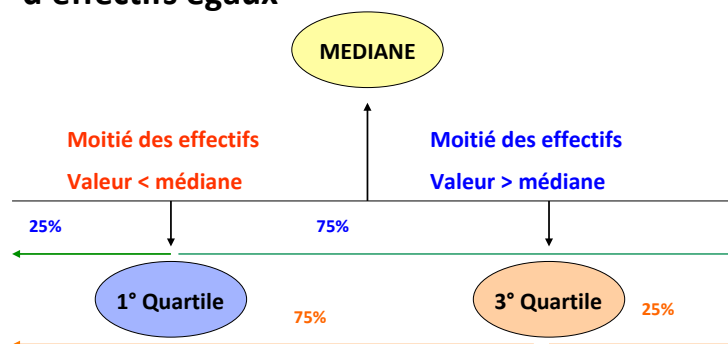 d'effectifs égaux
MEDIANE
Moitié des effectifs
Valeur < médiane
Moitié des effectifs
Valeur > médiane
25%
75%
1° Quartile
3° Quartile
75%
25%